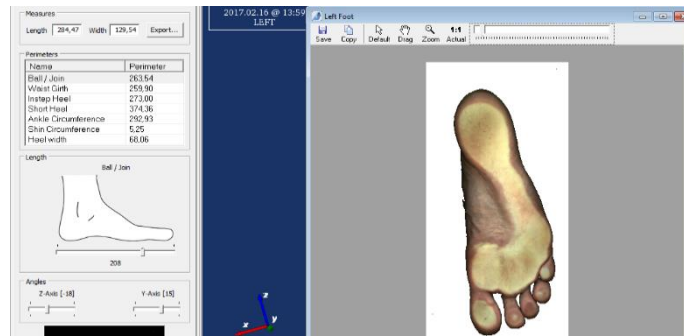 Measures
Length 284,47 Width 129,54 Export...
Perimeters
Name Perimeter
Ball / Join 263,54
Waist Girth 259,90
Instep Heel 273,00
Short Heel 374,36
Ankle Circumference 292,93
Shin Circumference 5,25
Heel width 68,06
Length
Ball / Join
208
Angles
Z-Axis [-18] Y-Axis [15]
2017.02.16 @ 13:59
LEFT
z
x y
Left Foot
Save Copy Default Drag Zoom Actual
1:1